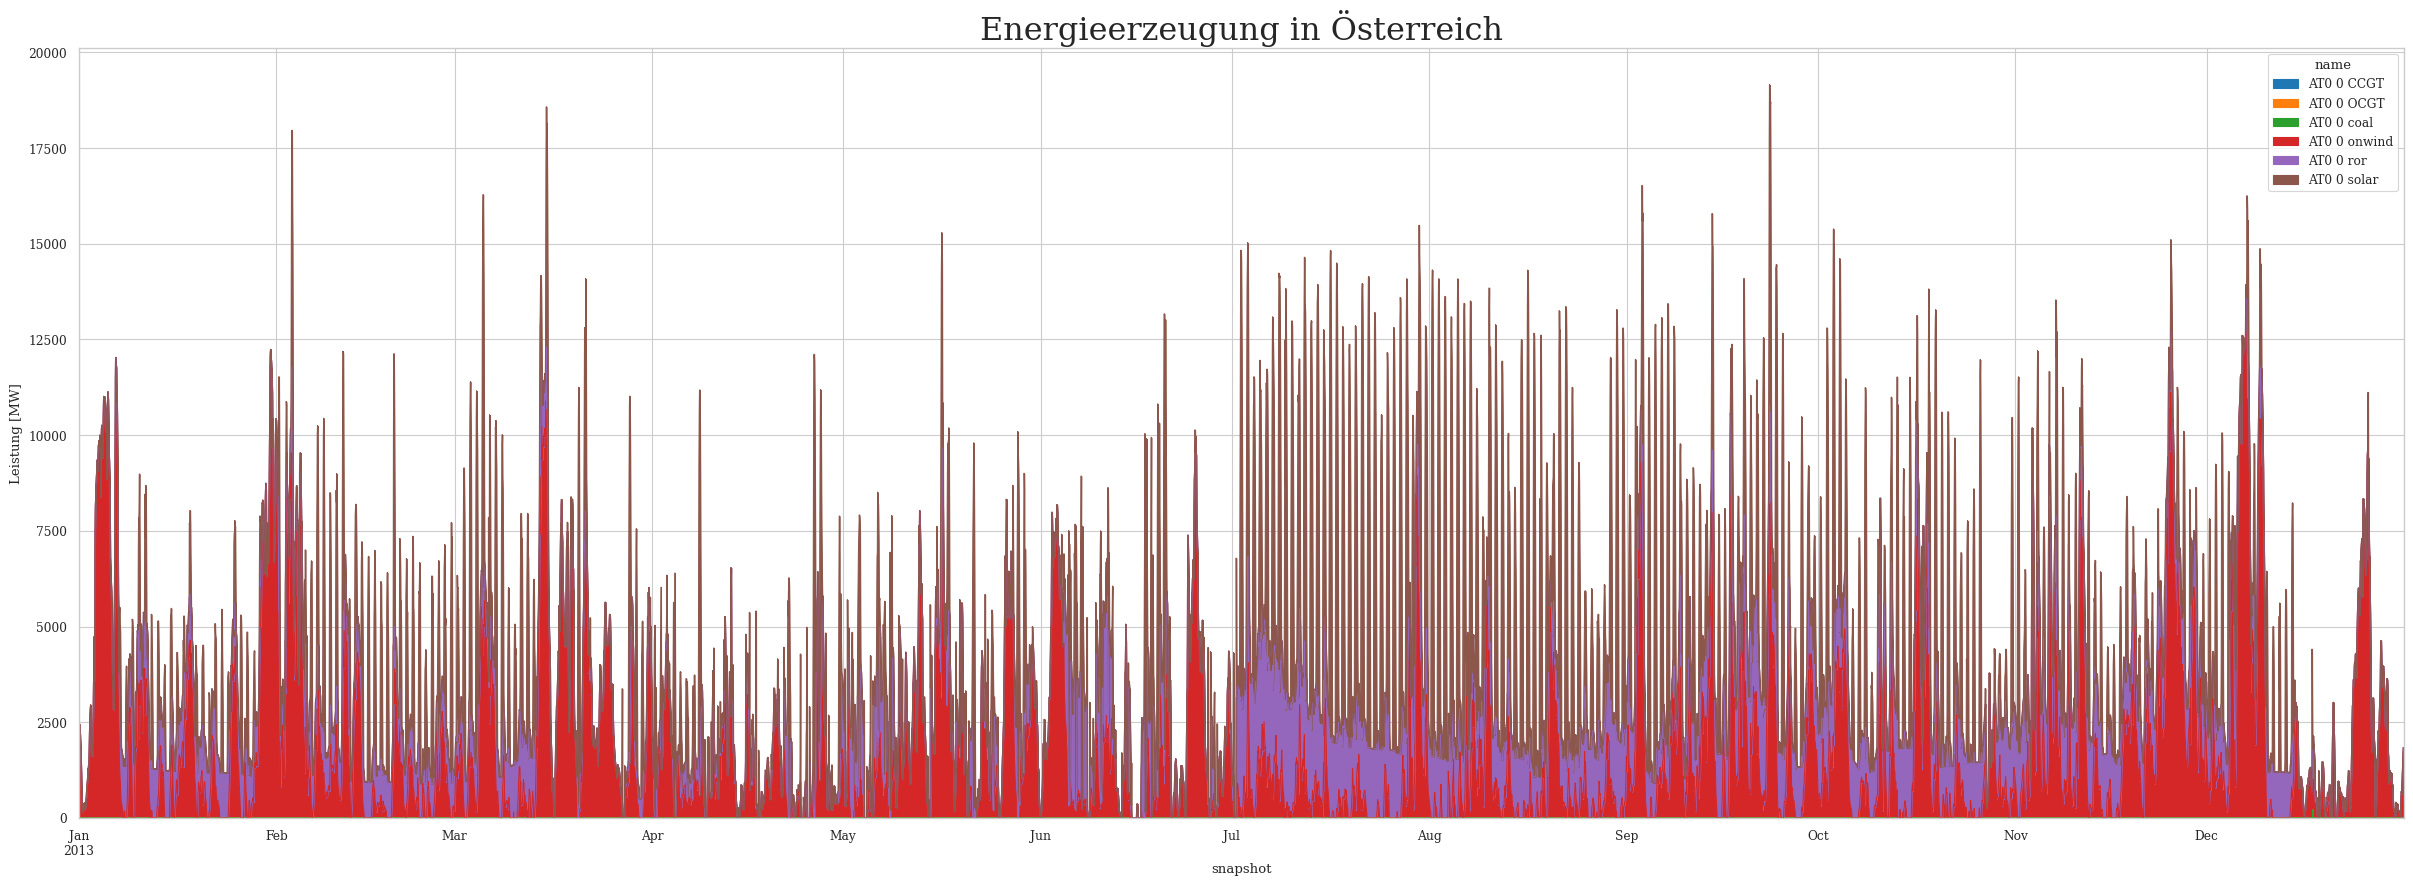 Energieerzeugung in Österreich
20000
17500
15000
12500
10000
7500
5000
2500
0
Leistung [MW]
name
AT0 0 CCGT
AT0 0 OCGT
AT0 0 coal
AT0 0 onwind
AT0 0 ror
AT0 0 solar
Jan Feb Mar Apr May Jun Jul Aug Sep Oct Nov Dec
2013
snapshot